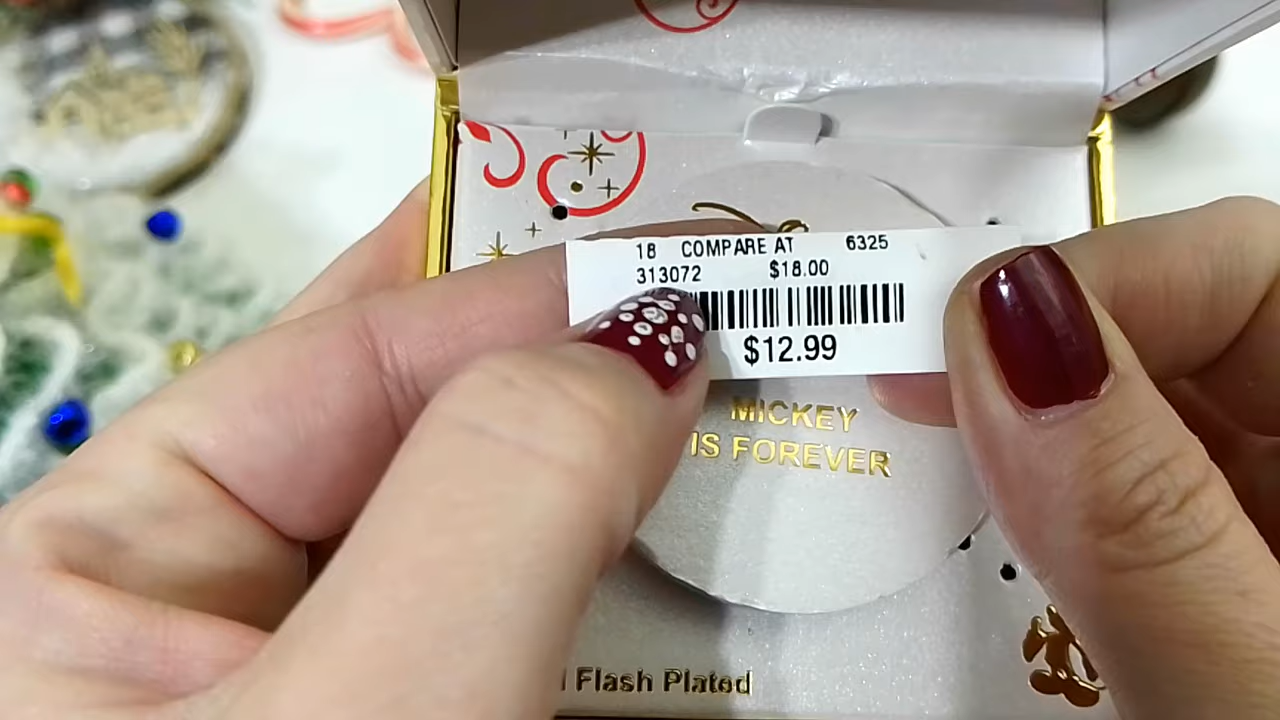 18 COMPARE AT 6325
313072 $18.00
$12.99
MICKEY
IS FOREVER
Flash Plated